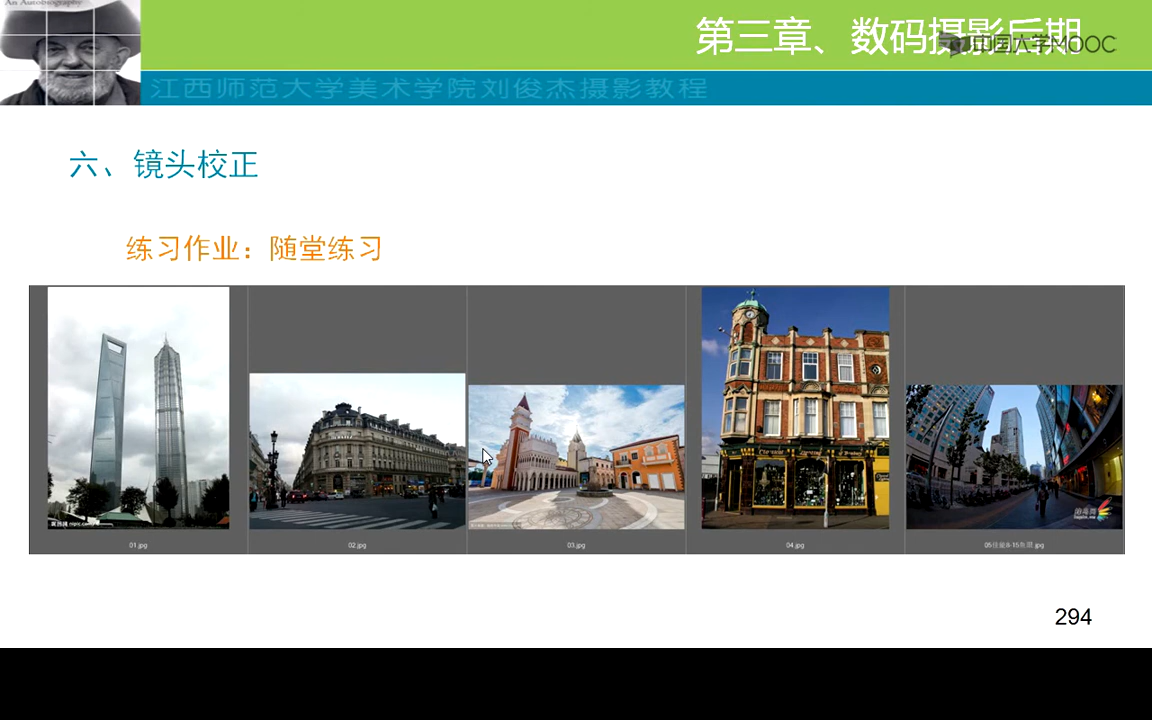 An Autobiography
第三章、数码摄影后期
中国大学MOOC
江西师范大学美术学院刘俊杰摄影教程
六、镜头校正
练习作业：随堂练习
01.jpg
02.jpg
03.jpg
04.jpg
294